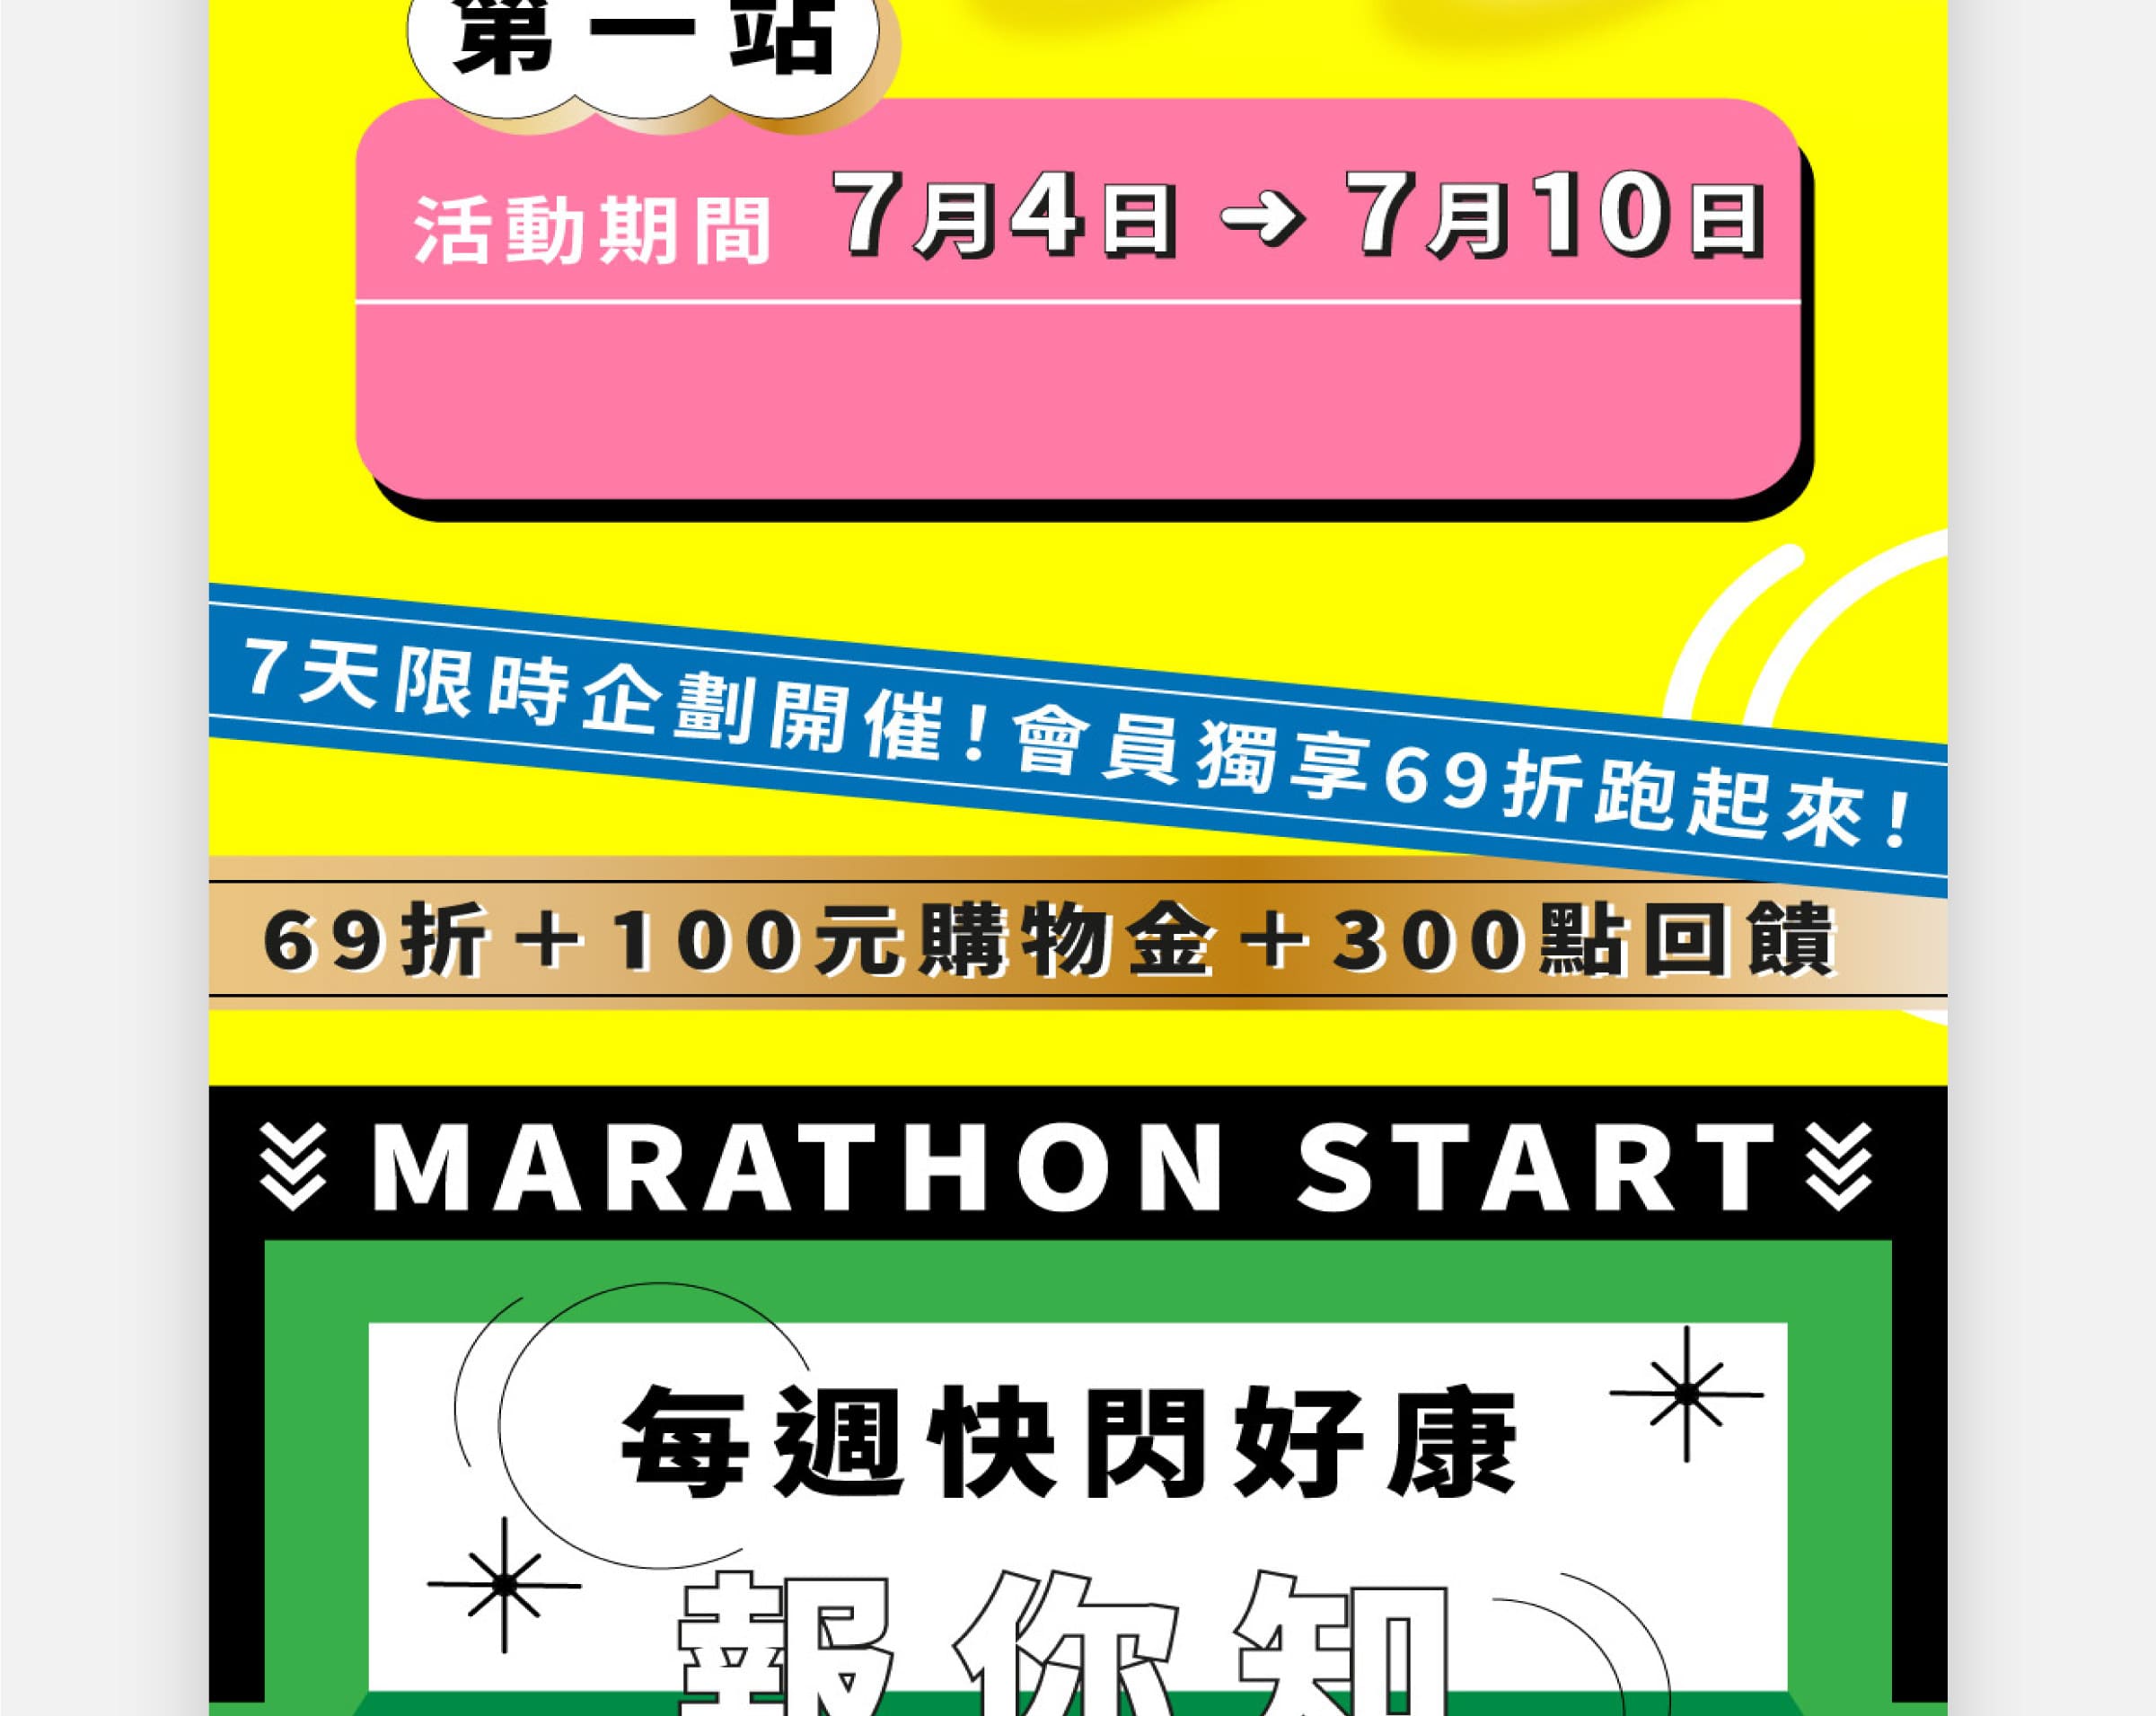 第一站
活動期間 7月4日 → 7月10日
7天限時企劃開催!會員獨享69折跑起來!
69折＋100元購物金＋300點回饋
MARATHON START
每週快閃好康
報你知